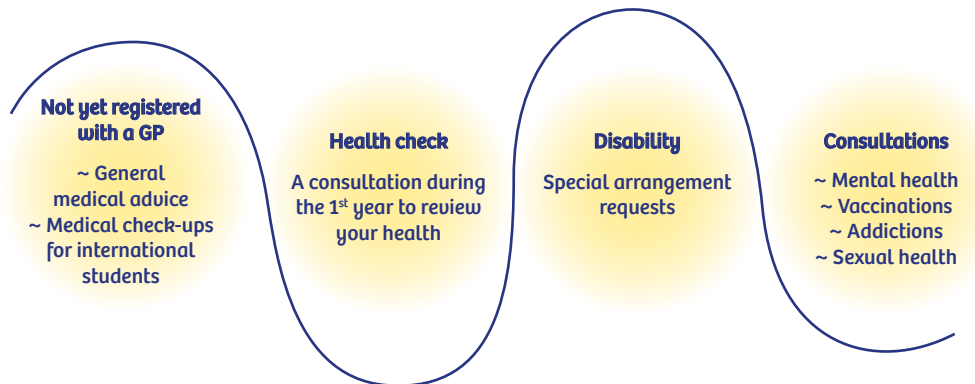 Not yet registered
with a GP
~ General
medical advice
~ Medical check-ups
for international
students
Health check
A consultation during
the 1st year to review
your health
Disability
Special arrangement
requests
Consultations
~ Mental health
~ Vaccinations
~ Addictions
~ Sexual health